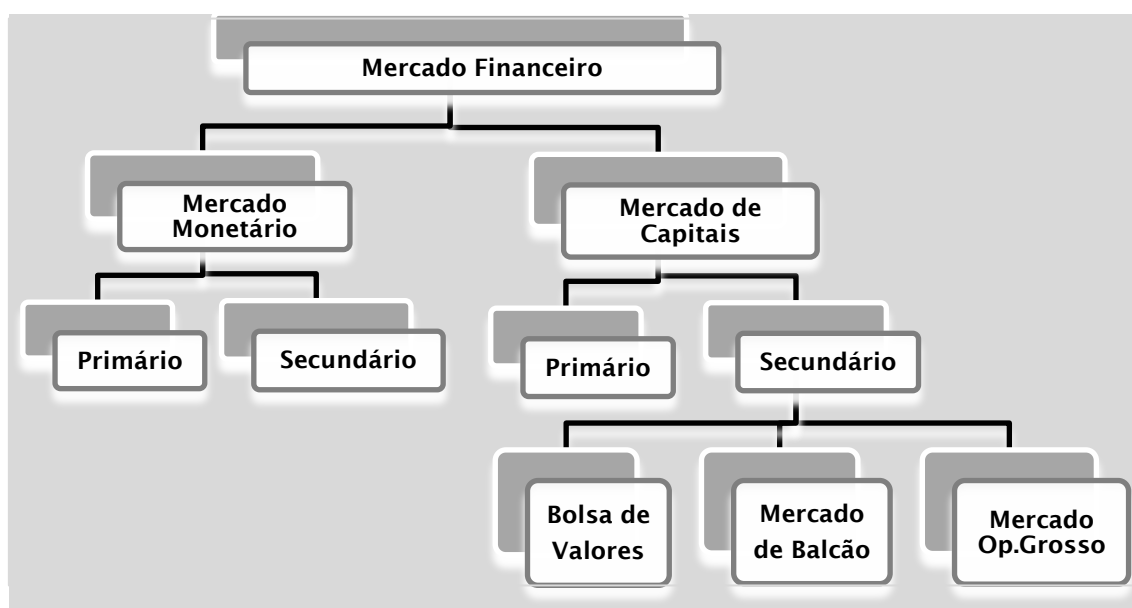 Mercado Financeiro
Mercado
Monetário
Mercado de
Capitais
Primário
Secundário
Primário
Secundário
Bolsa de
Valores
Mercado
de Balcão
Mercado
Op.Grosso